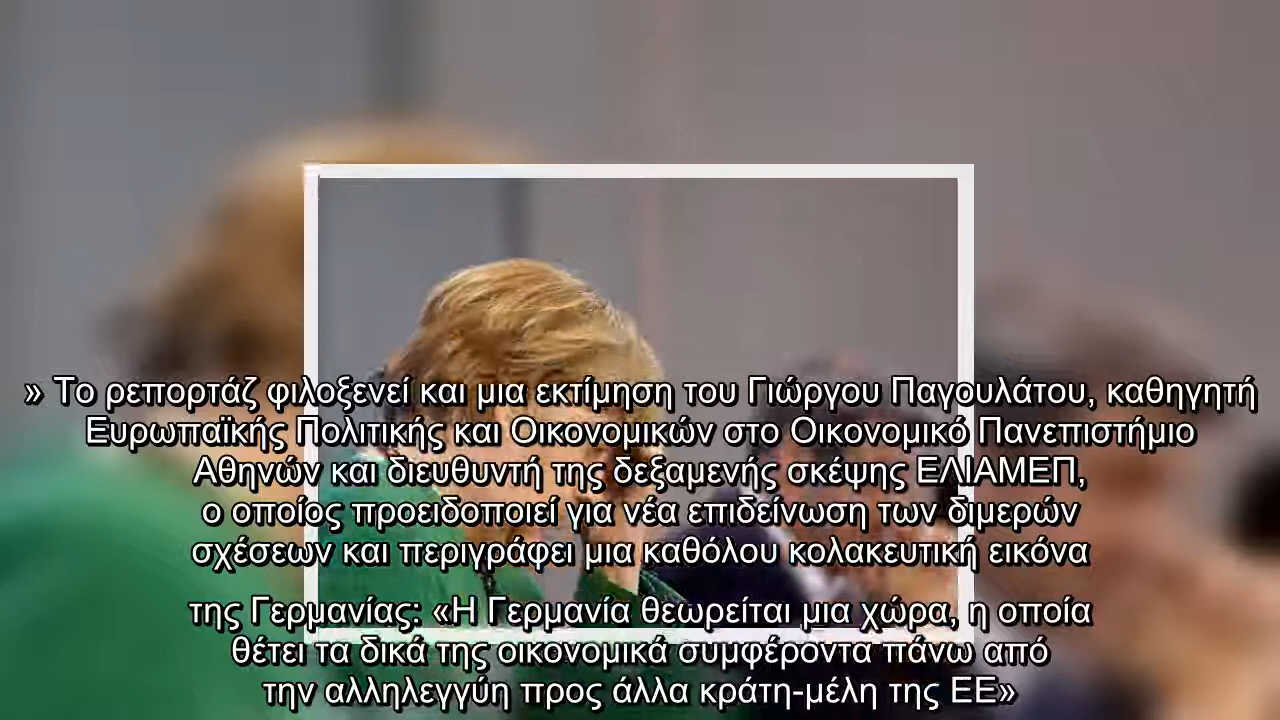 » Το ρεπορτάζ φιλοξενεί και μια εκτίμηση του Γιώργου Παγουλάτου, καθηγητή
Ευρωπαϊκής Πολιτικής και Οικονομικών στο Οικονομικό Πανεπιστήμιο
Αθηνών και διευθυντή της δεξαμενής σκέψης ΕΛΙΑΜΕΠ,
ο οποίος προειδοποιεί για νέα επιδείνωση των διμερών
σχέσεων και περιγράφει μια καθόλου κολακευτική εικόνα
της Γερμανίας: «Η Γερμανία θεωρείται μια χώρα, η οποία
θέτει τα δικά της οικονομικά συμφέροντα πάνω από
την αλληλεγγύη προς άλλα κράτη-μέλη της ΕΕ»